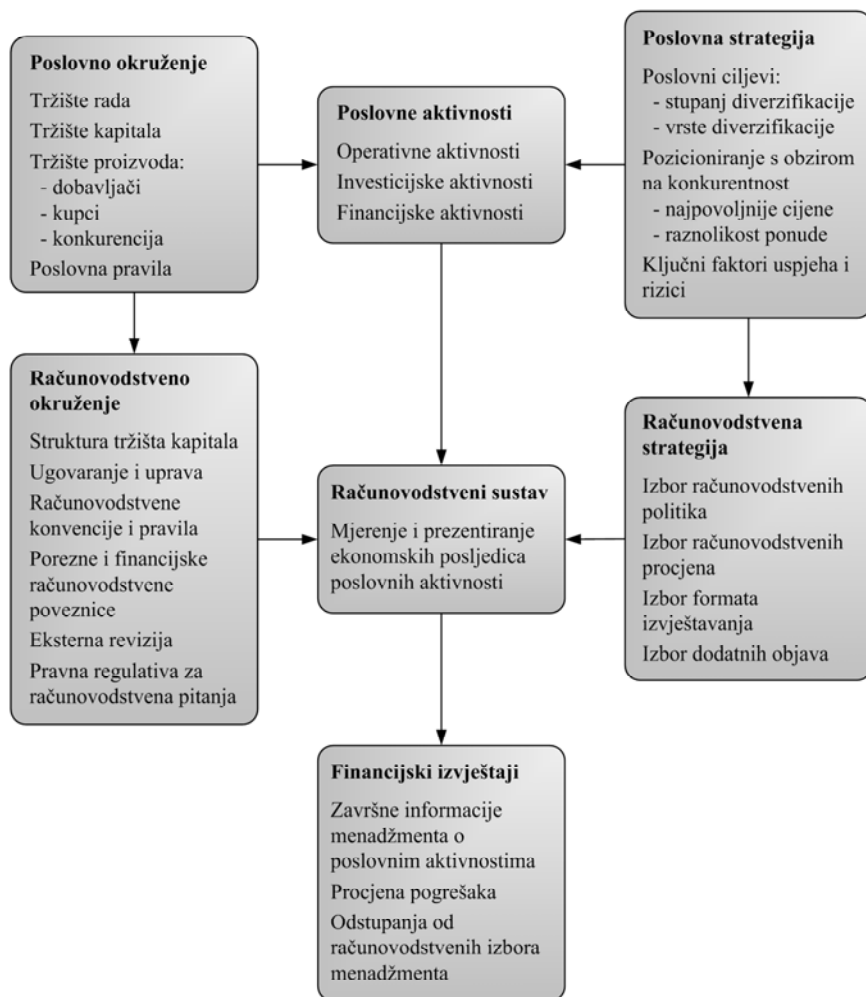 Poslovno okruženje
Tržište rada
Tržište kapitala
Tržište proizvoda:
- dobavljači
- kupci
- konkurencija
Poslovna pravila
Poslovne aktivnosti
Operativne aktivnosti
Investicijske aktivnosti
Financijske aktivnosti
Poslovna strategija
Poslovni ciljevi:
- stupanj diverzifikacije
- vrste diverzifikacije
Pozicioniranje s obzirom
na konkurentnost
- najpovoljnije cijene
- raznolikost ponude
Ključni faktori uspjeha i
rizici
Računovodstveno
okruženje
Struktura tržišta kapitala
Ugovaranje i uprava
Računovodstvene
konvencije i pravila
Porezne i financijske
računovodstvene
poveznice
Eksterna revizija
Pravna regulativa za
računovodstvena pitanja
Računovodstveni sustav
Mjerenje i prezentiranje
ekonomskih posljedica
poslovnih aktivnosti
Računovodstvena
strategija
Izbor računovodstvenih
politika
Izbor računovodstvenih
procjena
Izbor formata
izvještavanja
Izbor dodatnih objava
Financijski izvještaji
Završne informacije
menadžmenta o
poslovnim aktivnostima
Procjena pogrešaka
Odstupanja od
računovodstvenih izbora
menadžmenta